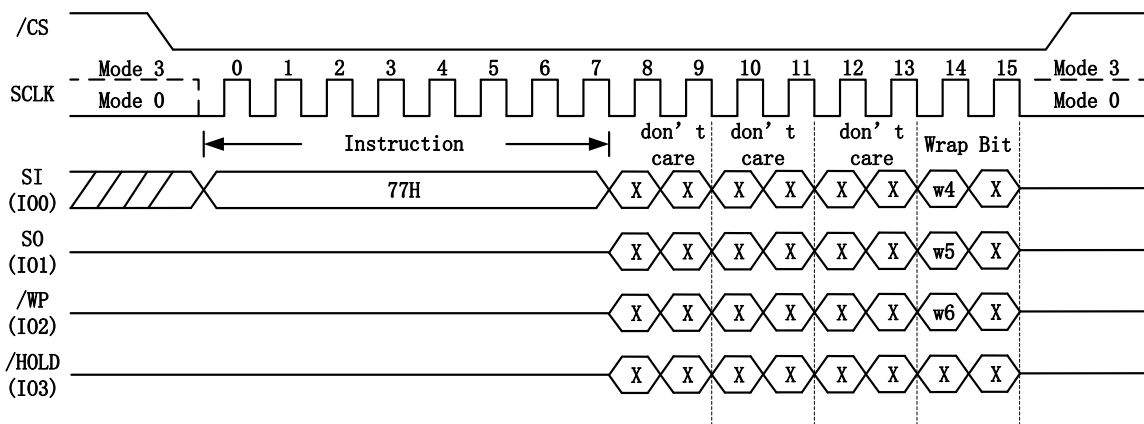 /CS
Mode 3 0 1 2 3 4 5 6 7 8 9 10 11 12 13 14 15 Mode 3
SCLK
Mode 0 Mode 0
Instruction don't care don't care don't care Wrap Bit
SI
(IO0) 77H X X X X X X w4 X
SO
(IO1) X X X X X X w5 X
/WP
(IO2) X X X X X X w6 X
/HOLD
(IO3) X X X X X X X X